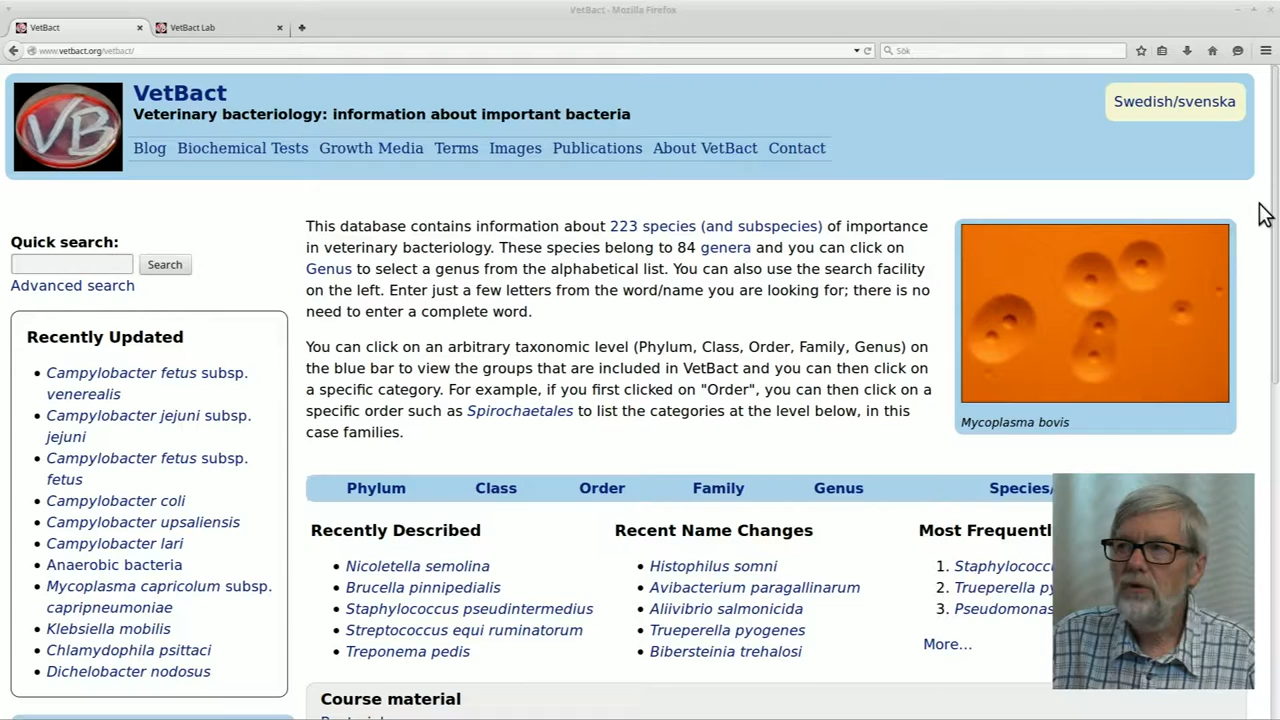 VetBact - Mozilla Firefox
VetBact
VetBact Lab
www.vetbact.org/vetbact/
Sök
VB
VetBact
Veterinary bacteriology: information about important bacteria
Swedish/svenska
Blog Biochemical Tests Growth Media Terms Images Publications About VetBact Contact
Quick search:
Search
Advanced search
Recently Updated
Campylobacter fetus subsp.
venerealis
Campylobacter jejuni subsp.
jejuni
Campylobacter fetus subsp.
fetus
Campylobacter coli
Campylobacter upsaliensis
Campylobacter lari
Anaerobic bacteria
Mycoplasma capricolum subsp.
capripneumoniae
Klebsiella mobilis
Chlamydophila psittaci
Dichelobacter nodosus
This database contains information about 223 species (and subspecies) of importance
in veterinary bacteriology. These species belong to 84 genera and you can click on
Genus to select a genus from the alphabetical list. You can also use the search facility
on the left. Enter just a few letters from the word/name you are looking for; there is no
need to enter a complete word.
You can click on an arbitrary taxonomic level (Phylum, Class, Order, Family, Genus) on
the blue bar to view the groups that are included in VetBact and you can then click on
a specific category. For example, if you first clicked on "Order", you can then click on a
specific order such as Spirochaetales to list the categories at the level below, in this
case families.
Mycoplasma bovis
Phylum Class Order Family Genus Species/
Recently Described
Nicoletella semolina
Brucella pinnipedialis
Staphylococcus pseudintermedius
Streptococcus equi ruminatorum
Treponema pedis
Recent Name Changes
Histophilus somni
Avibacterium paragallinarum
Aliivibrio salmonicida
Trueperella pyogenes
Bibersteinia trehalosi
Most Frequentl
1. Staphylococc
2. Trueperella py
3. Pseudomonas
More...
Course material